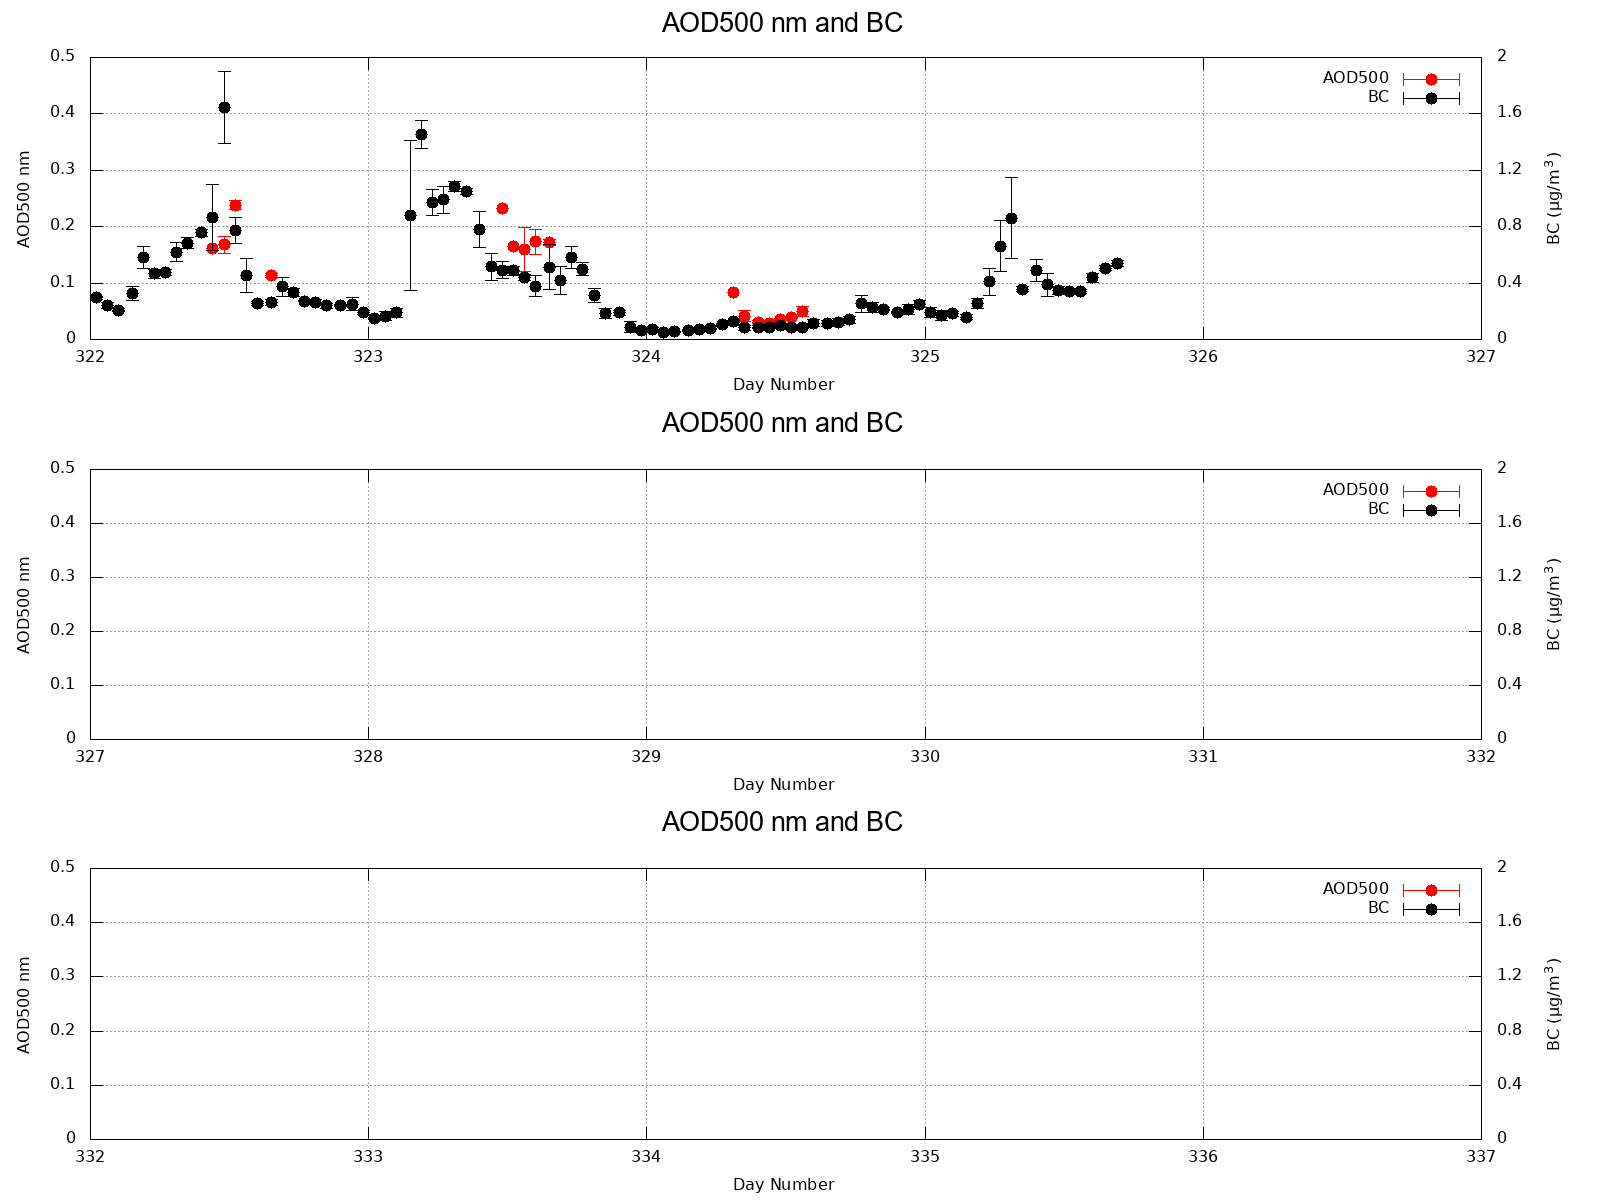 AOD500 nm and BC
0.5
0.4
0.3
0.2
0.1
0
AOD500 nm
2
1.6
1.2
0.8
0.4
0
BC (µg/m³)
AOD500
BC
322 323 324 325 326 327
Day Number
AOD500 nm and BC
0.5
0.4
0.3
0.2
0.1
0
AOD500 nm
2
1.6
1.2
0.8
0.4
0
BC (µg/m³)
AOD500
BC
327 328 329 330 331 332
Day Number
AOD500 nm and BC
0.5
0.4
0.3
0.2
0.1
0
AOD500 nm
2
1.6
1.2
0.8
0.4
0
BC (µg/m³)
AOD500
BC
332 333 334 335 336 337
Day Number